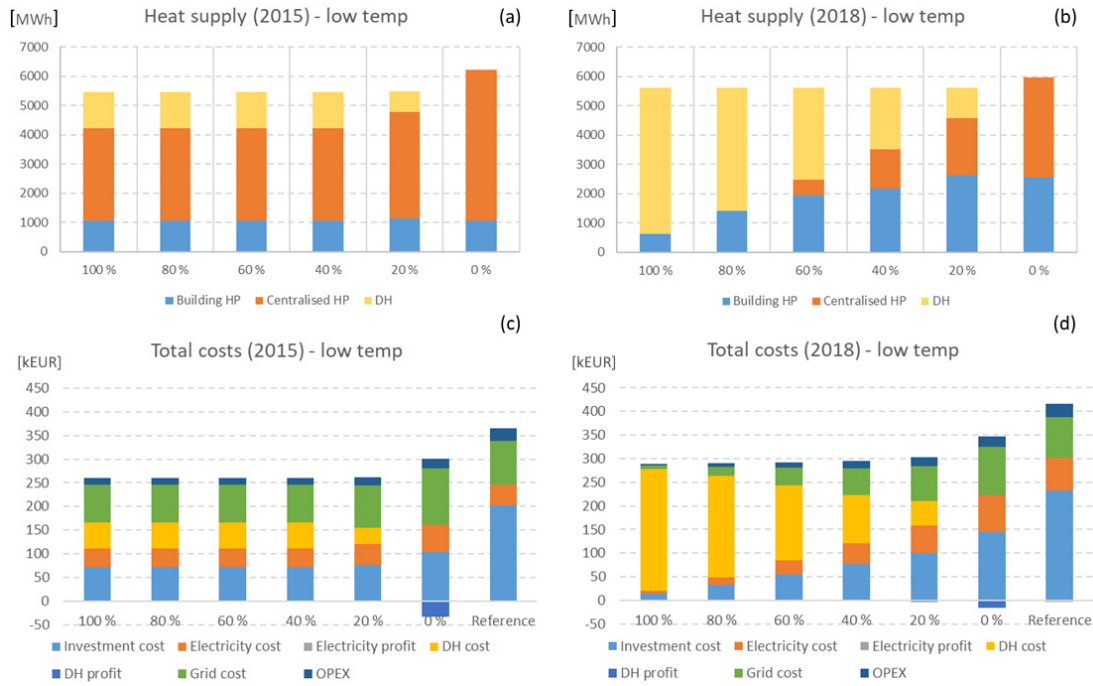 [MWh] Heat supply (2015) - low temp (a)
7000
6000
5000
4000
3000
2000
1000
0
100 % 80 % 60 % 40 % 20 % 0 %
Building HP Centralised HP DH
[MWh] Heat supply (2018) - low temp (b)
7000
6000
5000
4000
3000
2000
1000
0
100 % 80 % 60 % 40 % 20 % 0 %
Building HP Centralised HP DH
(c)
Total costs (2015) - low temp
[kEUR]
450
400
350
300
250
200
150
100
50
0
-50
100 % 80 % 60 % 40 % 20 % 0 % Reference
Investment cost Electricity cost Electricity profit DH cost
DH profit Grid cost OPEX
(d)
Total costs (2018) - low temp
[kEUR]
450
400
350
300
250
200
150
100
50
0
-50
100 % 80 % 60 % 40 % 20 % 0 % Reference
Investment cost Electricity cost Electricity profit DH cost
DH profit Grid cost OPEX